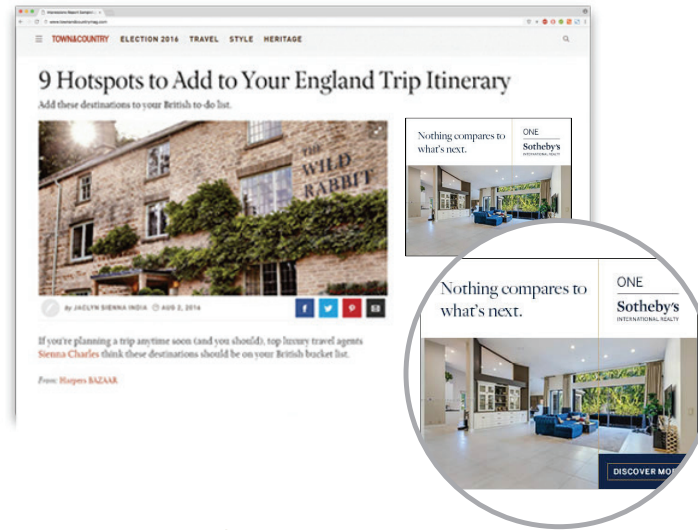 www.townandcountrymag.com
TOWN&COUNTRY ELECTION 2016 TRAVEL STYLE HERITAGE
9 Hotspots to Add to Your England Trip Itinerary
Add these destinations to your British to-do list.
THE
WILD
RABBIT
by JACLYN SIENNA INDIA AUG 2, 2016
If you're planning a trip anytime soon (and you should), top luxury travel agents
Sienna Charles think these destinations should be on your British bucket list.
From: Harpers BAZAAR
Nothing compares to
what's next.
ONE
Sotheby's
INTERNATIONAL REALTY
Nothing compares to
what's next.
ONE
Sotheby's
INTERNATIONAL REALTY
DISCOVER MO